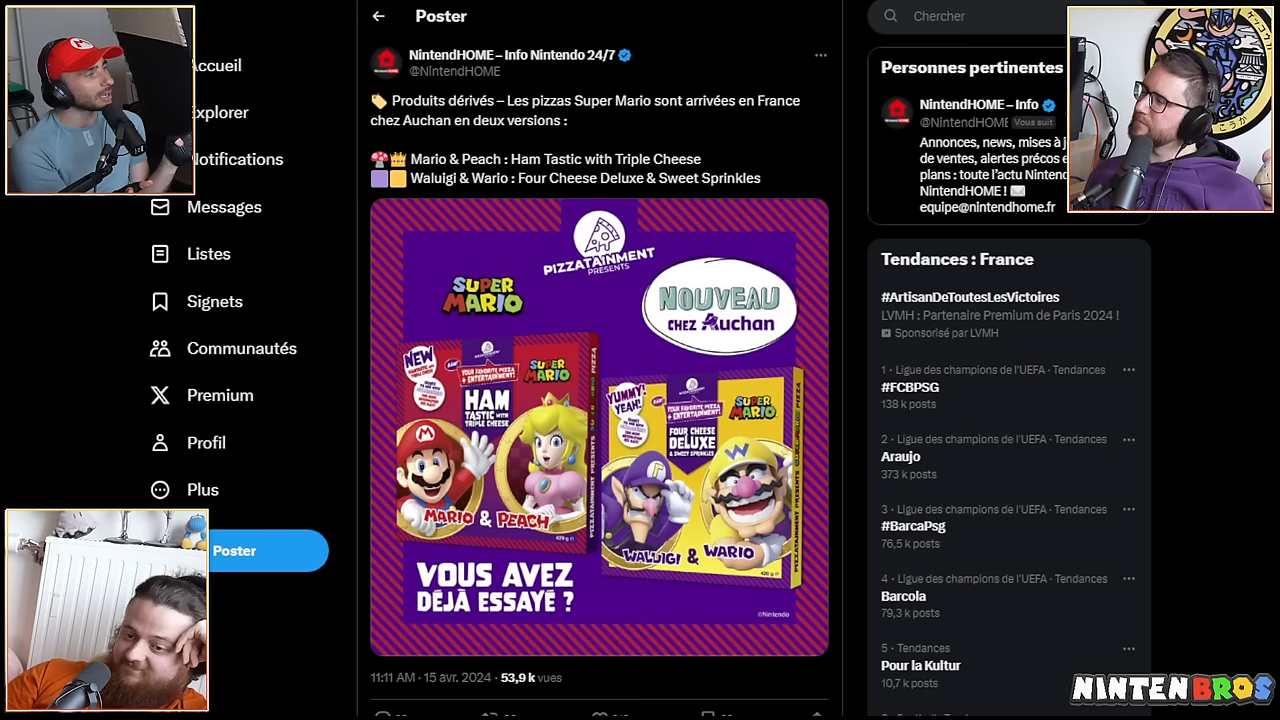 Accueil
Explorer
Notifications
Messages
Listes
Signets
Communautés
Premium
Profil
Plus
Poster
Poster
NintendHOME – Info Nintendo 24/7
@NintendHOME
Produits dérivés – Les pizzas Super Mario sont arrivées en France
chez Auchan en deux versions :
Mario & Peach : Ham Tastic with Triple Cheese
Waluigi & Wario : Four Cheese Deluxe & Sweet Sprinkles
PIZZATAINMENT
PRESENTS
SUPER
MARIO
NOUVEAU
CHEZ Auchan
NEW
YOUR FAVORITE PIZZA
+ ENTERTAINMENT!
SUPER
MARIO
HAM
TASTIC WITH
TRIPLE CHEESE
MARIO & PEACH
429 g
PIZZATAINMENT PRESENTS
YUMMY!
YEAH!
YOUR FAVORITE PIZZA
+ ENTERTAINMENT!
SUPER
MARIO
FOUR CHEESE
DELUXE
& SWEET SPRINKLES
WALUIGI & WARIO
420 g
PIZZATAINMENT PRESENTS
VOUS AVEZ
DÉJÀ ESSAYÉ ?
©Nintendo
11:11 AM · 15 avr. 2024 · 53,9 k vues
Chercher
Personnes pertinentes
NintendHOME – Info
@NintendHOME Vous suit
Annonces, news, mises à j
de ventes, alertes précos e
plans : toute l'actu Nintend
NintendHOME !
equipe@nintendhome.fr
Tendances : France
#ArtisanDeToutesLesVictoires
LVMH : Partenaire Premium de Paris 2024 !
Sponsorisé par LVMH
1 · Ligue des champions de l'UEFA · Tendances
#FCBPSG
138 k posts
2 · Ligue des champions de l'UEFA · Tendances
Araujo
373 k posts
3 · Ligue des champions de l'UEFA · Tendances
#BarcaPsg
76,5 k posts
4 · Ligue des champions de l'UEFA · Tendances
Barcola
79,3 k posts
5 · Tendances
Pour la Kultur
10,7 k posts
NINTENBROS